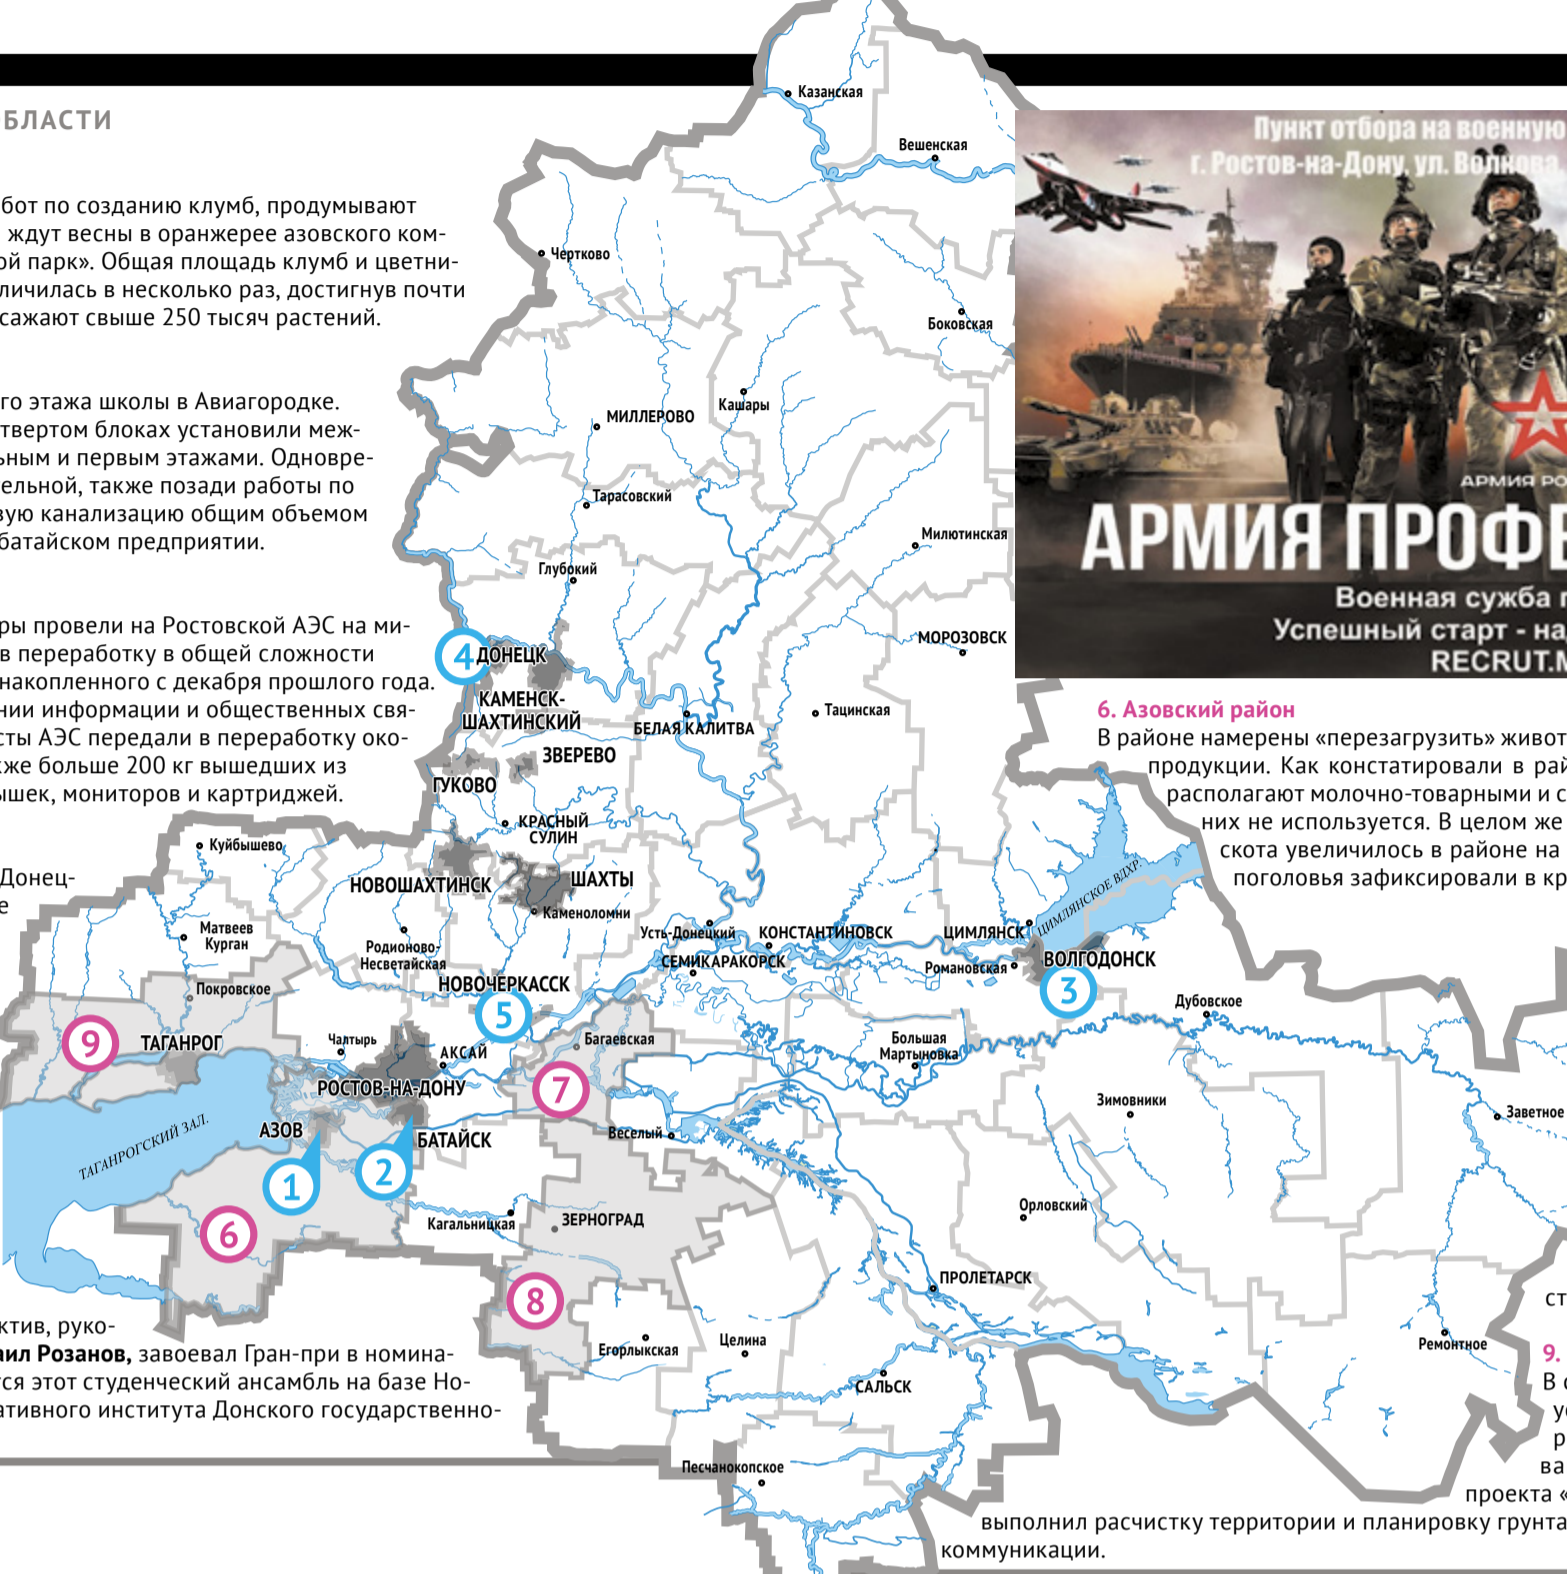 БЛАСТИ
бот по созданию клумб, продумывают
ждут весны в оранжерее азовского ком-
ой парк». Общая площадь клумб и цветни-
личилась в несколько раз, достигнув почти
сажают свыше 250 тысяч растений.
го этажа школы в Авиагородке.
твертом блоках установили меж-
ьным и первым этажами. Одновре-
ельной, также позади работы по
вую канализацию общим объемом
батайском предприятии.
ры провели на Ростовской АЭС на ми-
в переработку в общей сложности
накопленного с декабря прошлого года.
нии информации и общественных свя-
сты АЭС передали в переработку око-
кже больше 200 кг вышедших из
ышек, мониторов и картриджей.
Донец-
е
ктив, руко-
аил Розанов, завоевал Гран-при в номина-
тся этот студенческий ансамбль на базе Но-
ативного института Донского государственно-
Казанская
Вешенская
Чертково
Боковская
Кашары
МИЛЛЕРОВО
Тарасовский
Милютинская
Глубокий
МОРОЗОВСК
4
ДОНЕЦК
КАМЕНСК-
ШАХТИНСКИЙ
Тацинская
БЕЛАЯ КАЛИТВА
ЗВЕРЕВО
ГУКОВО
КРАСНЫЙ
СУЛИН
Куйбышево
НОВОШАХТИНСК
ШАХТЫ
Каменоломни
Матвеев
Курган
Родионово-
Несветайская
Усть-Донецкий
КОНСТАНТИНОВСК
ЦИМЛЯНСК
ЦИМЛЯНСКОЕ ВДХР.
СЕМИКАРАКОРСК
Романовская
ВОЛГОДОНСК
3
НОВОЧЕРКАССК
5
Покровское
Дубовское
9
ТАГАНРОГ
Чалтырь
АКСАЙ
Багаевская
Большая
Мартыновка
РОСТОВ-НА-ДОНУ
7
Зимовники
Заветное
ТАГАНРОГСКИЙ ЗАЛ.
АЗОВ
БАТАЙСК
Веселый
1
2
Орловский
Кагальницкая
ЗЕРНОГРАД
6
ПРОЛЕТАРСК
8
Егорлыкская
Целина
Ремонтное
САЛЬСК
Песчанокопское
Пункт отбора на военную
г. Ростов-на-Дону, ул. Волкова,
АРМИЯ РО
АРМИЯ ПРОФЕ
Военная сужба п
Успешный старт - на
RECRUT.M
6. Азовский район
В районе намерены «перезагрузить» живот
продукции. Как констатировали в рай
располагают молочно-товарными и с
них не используется. В целом же
скота увеличилось в районе на
поголовья зафиксировали в кр
ст
9.
В с
ус
р
ва
проекта «
выполнил расчистку территории и планировку грунта
коммуникации.